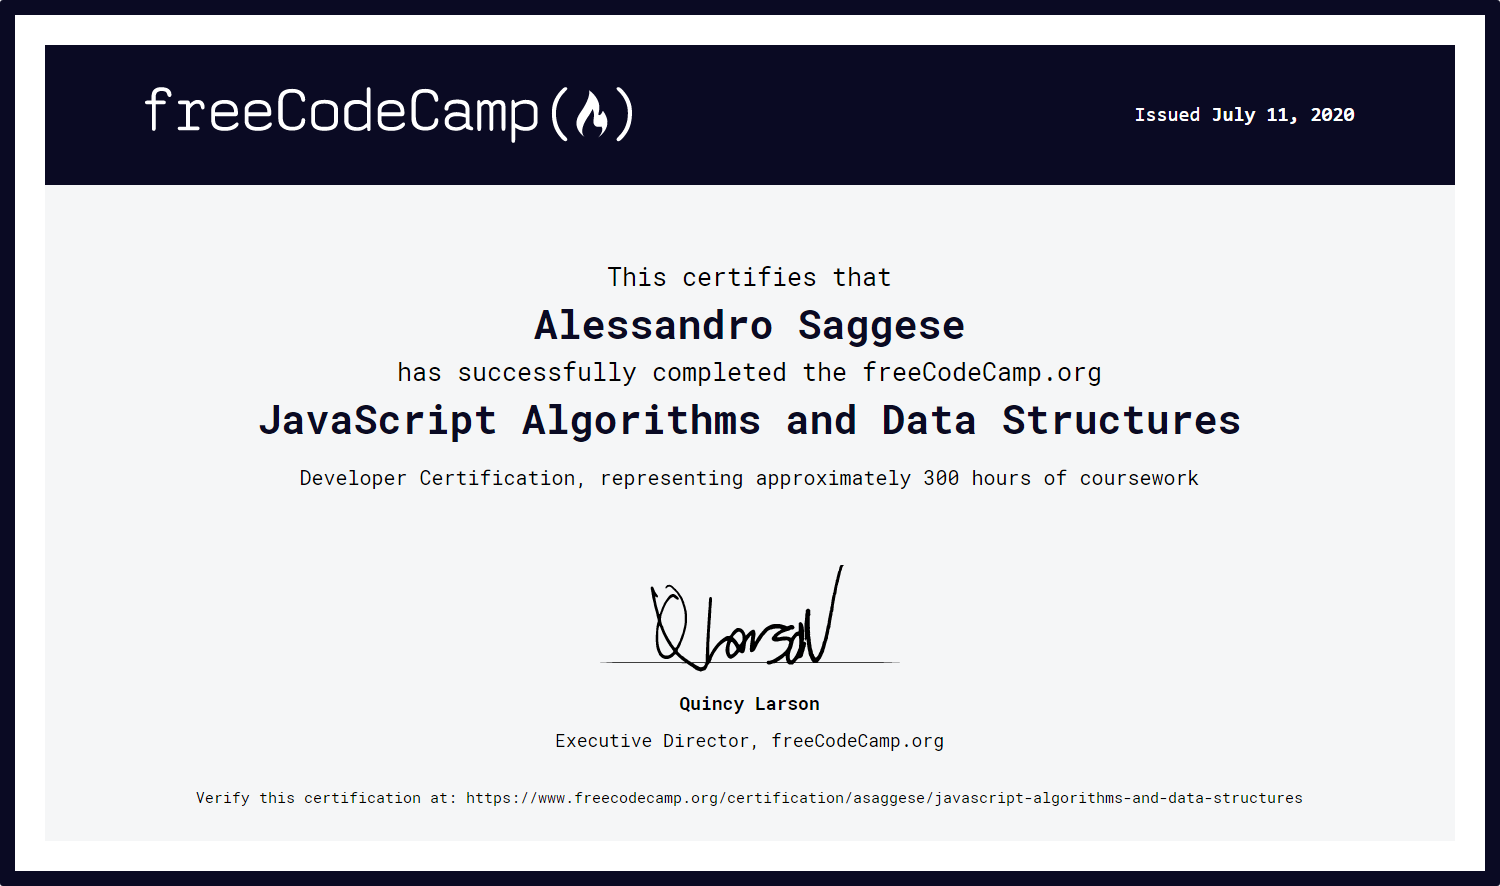 freeCodeCamp(🔥)
Issued July 11, 2020
This certifies that
Alessandro Saggese
has successfully completed the freeCodeCamp.org
JavaScript Algorithms and Data Structures
Developer Certification, representing approximately 300 hours of coursework
Q Larson
Quincy Larson
Executive Director, freeCodeCamp.org
Verify this certification at: https://www.freecodecamp.org/certification/asaggese/javascript-algorithms-and-data-structures